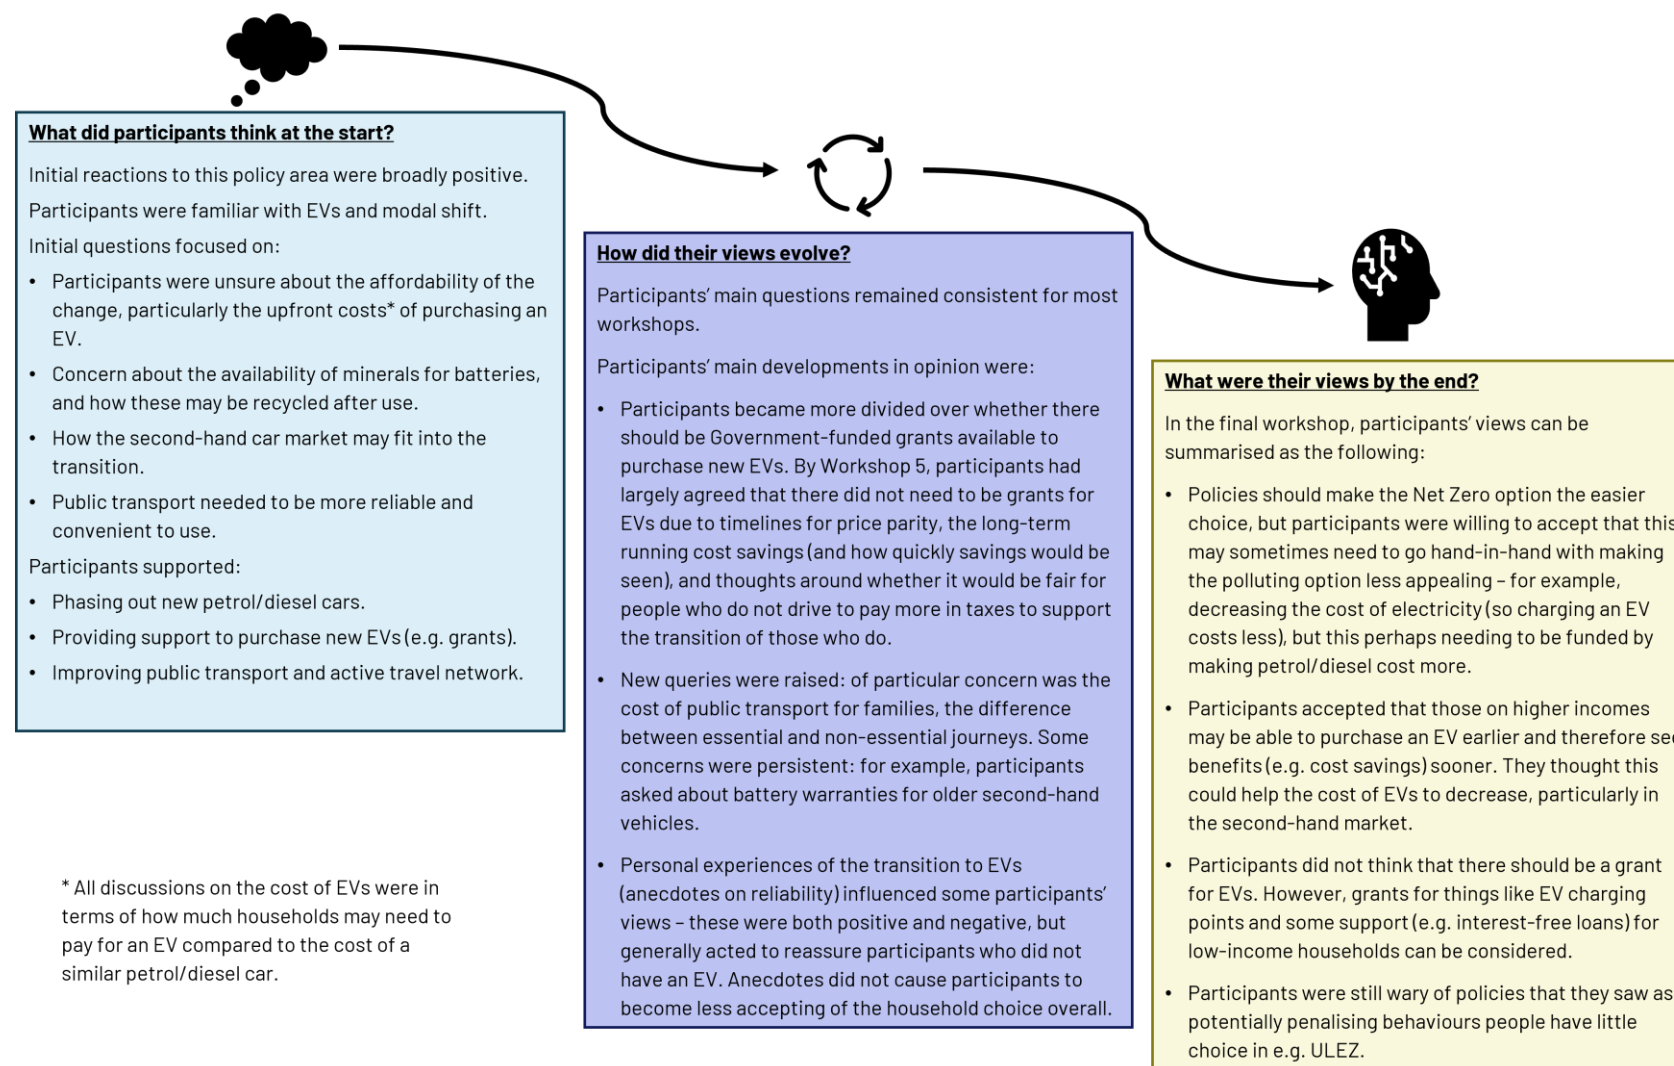 What did participants think at the start?
Initial reactions to this policy area were broadly positive.
Participants were familiar with EVs and modal shift.
Initial questions focused on:
• Participants were unsure about the affordability of the
change, particularly the upfront costs* of purchasing an
EV.
• Concern about the availability of minerals for batteries,
and how these may be recycled after use.
• How the second-hand car market may fit into the
transition.
• Public transport needed to be more reliable and
convenient to use.
Participants supported:
• Phasing out new petrol/diesel cars.
• Providing support to purchase new EVs (e.g. grants).
• Improving public transport and active travel network.
* All discussions on the cost of EVs were in
terms of how much households may need to
pay for an EV compared to the cost of a
similar petrol/diesel car.
How did their views evolve?
Participants' main questions remained consistent for most
workshops.
Participants' main developments in opinion were:
• Participants became more divided over whether there
should be Government-funded grants available to
purchase new EVs. By Workshop 5, participants had
largely agreed that there did not need to be grants for
EVs due to timelines for price parity, the long-term
running cost savings (and how quickly savings would be
seen), and thoughts around whether it would be fair for
people who do not drive to pay more in taxes to support
the transition of those who do.
• New queries were raised: of particular concern was the
cost of public transport for families, the difference
between essential and non-essential journeys. Some
concerns were persistent: for example, participants
asked about battery warranties for older second-hand
vehicles.
• Personal experiences of the transition to EVs
(anecdotes on reliability) influenced some participants'
views – these were both positive and negative, but
generally acted to reassure participants who did not
have an EV. Anecdotes did not cause participants to
become less accepting of the household choice overall.
What were their views by the end?
In the final workshop, participants' views can be
summarised as the following:
• Policies should make the Net Zero option the easier
choice, but participants were willing to accept that this
may sometimes need to go hand-in-hand with making
the polluting option less appealing – for example,
decreasing the cost of electricity (so charging an EV
costs less), but this perhaps needing to be funded by
making petrol/diesel cost more.
• Participants accepted that those on higher incomes
may be able to purchase an EV earlier and therefore see
benefits (e.g. cost savings) sooner. They thought this
could help the cost of EVs to decrease, particularly in
the second-hand market.
• Participants did not think that there should be a grant
for EVs. However, grants for things like EV charging
points and some support (e.g. interest-free loans) for
low-income households can be considered.
• Participants were still wary of policies that they saw as
potentially penalising behaviours people have little
choice in e.g. ULEZ.